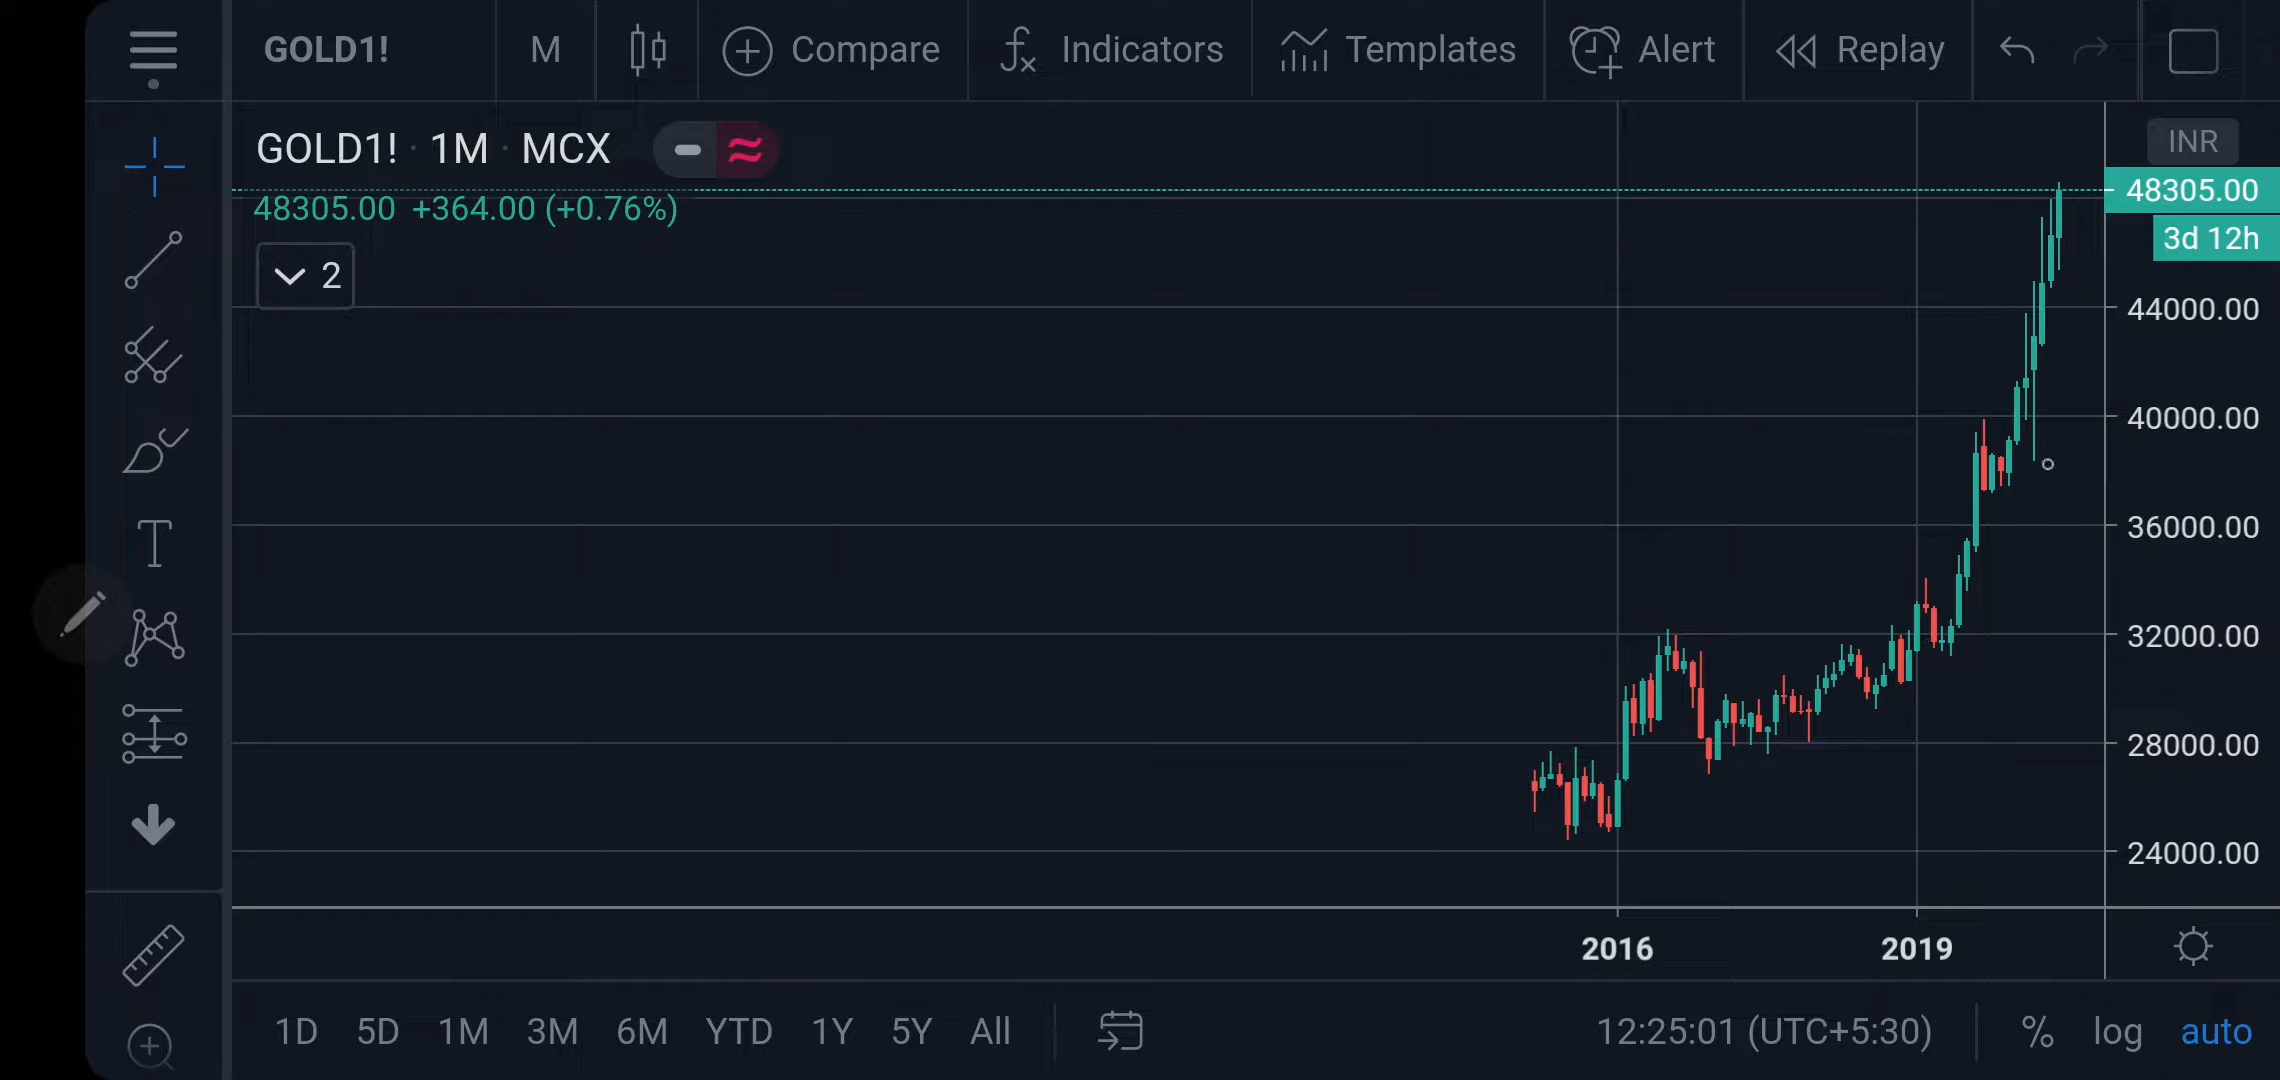 GOLD1! M Compare Indicators Templates Alert Replay
GOLD1! · 1M · MCX
INR
48305.00 +364.00 (+0.76%)
48305.00
3d 12h
2
44000.00
40000.00
36000.00
32000.00
28000.00
24000.00
2016 2019
1D 5D 1M 3M 6M YTD 1Y 5Y All 12:25:01 (UTC+5:30) % log auto